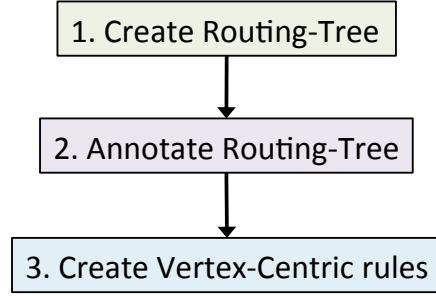 1. Create Routing-Tree
2. Annotate Routing-Tree
3. Create Vertex-Centric rules